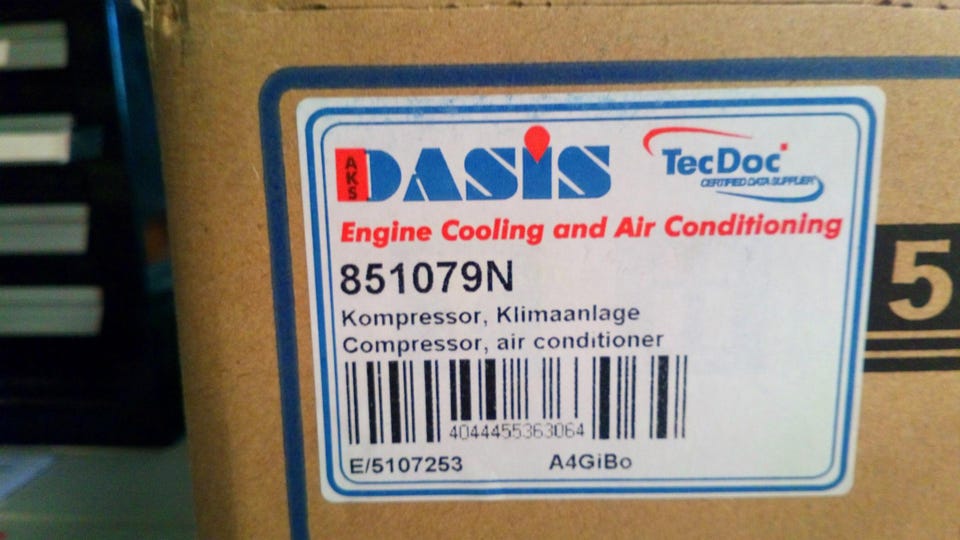 AKS DASIS
TecDoc
CERTIFIED DATA SUPPLIER
Engine Cooling and Air Conditioning
851079N
Kompressor, Klimaanlage
Compressor, air conditioner
4044455363064
E/5107253 A4GiBo
5